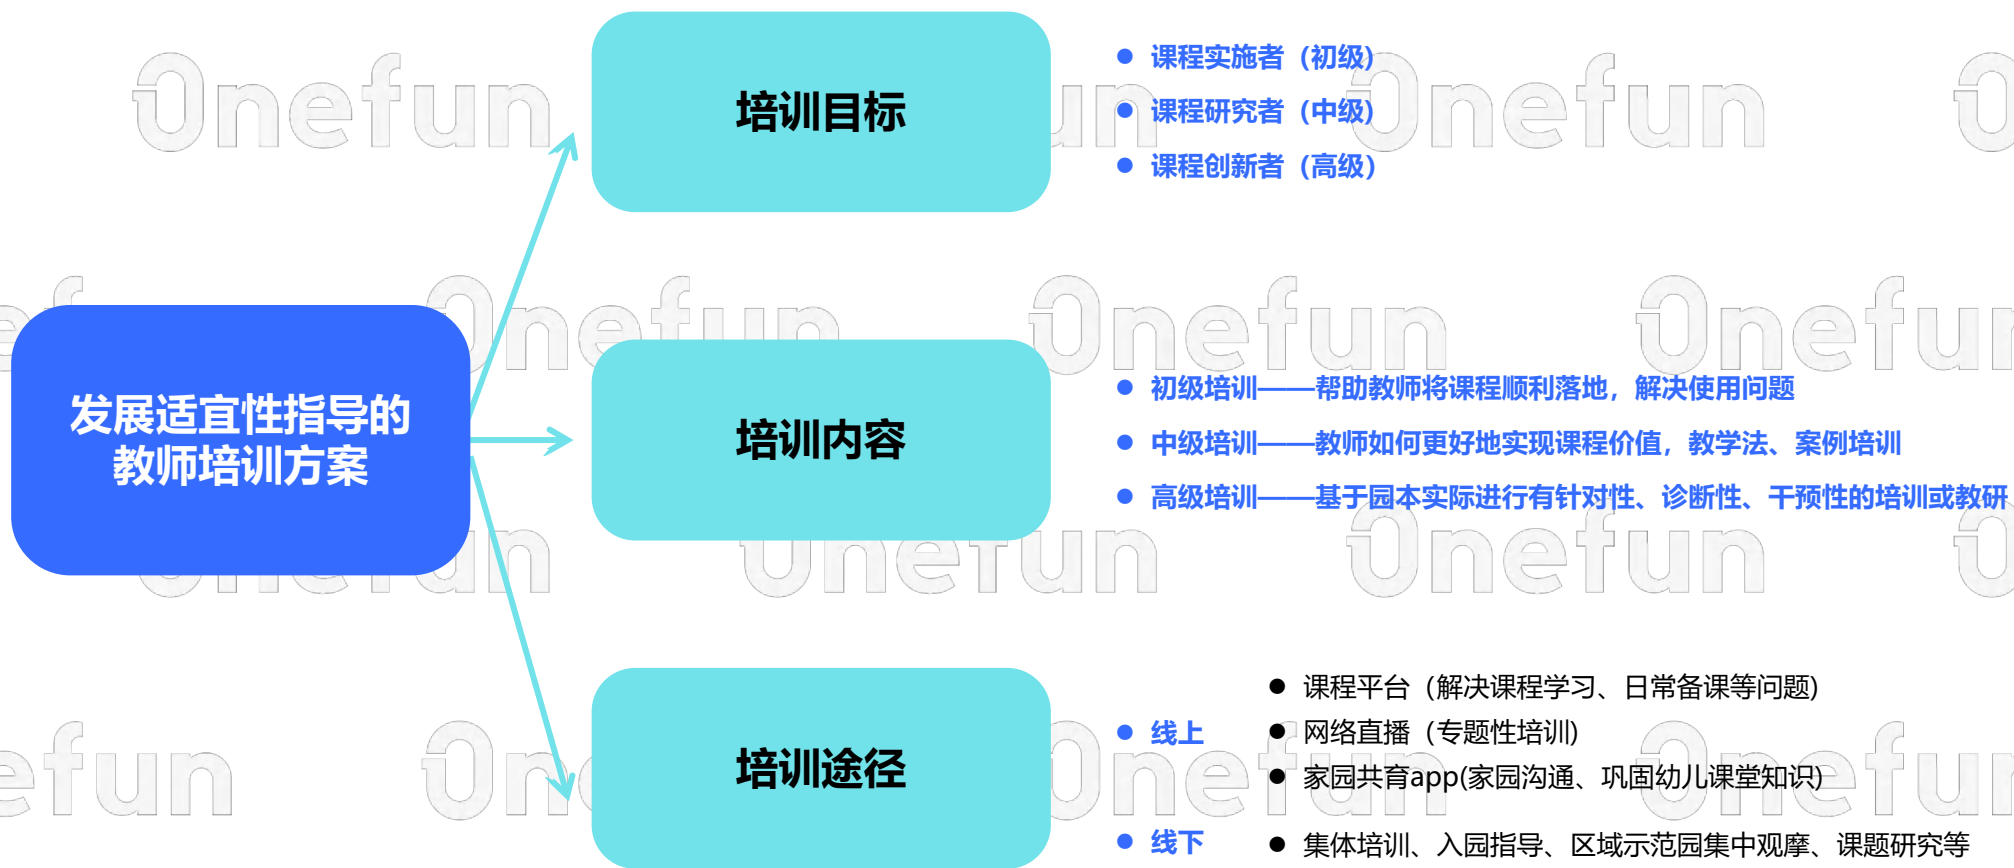 培训目标
课程实施者（初级）
课程研究者（中级）
课程创新者（高级）
发展适宜性指导的
教师培训方案
培训内容
初级培训——帮助教师将课程顺利落地，解决使用问题
中级培训——教师如何更好地实现课程价值，教学法、案例培训
高级培训——基于园本实际进行有针对性、诊断性、干预性的培训或教研
培训途径
线上
课程平台（解决课程学习、日常备课等问题)
网络直播（专题性培训)
家园共育app(家园沟通、巩固幼儿课堂知识)
线下
集体培训、入园指导、区域示范园集中观摩、课题研究等
Onefun